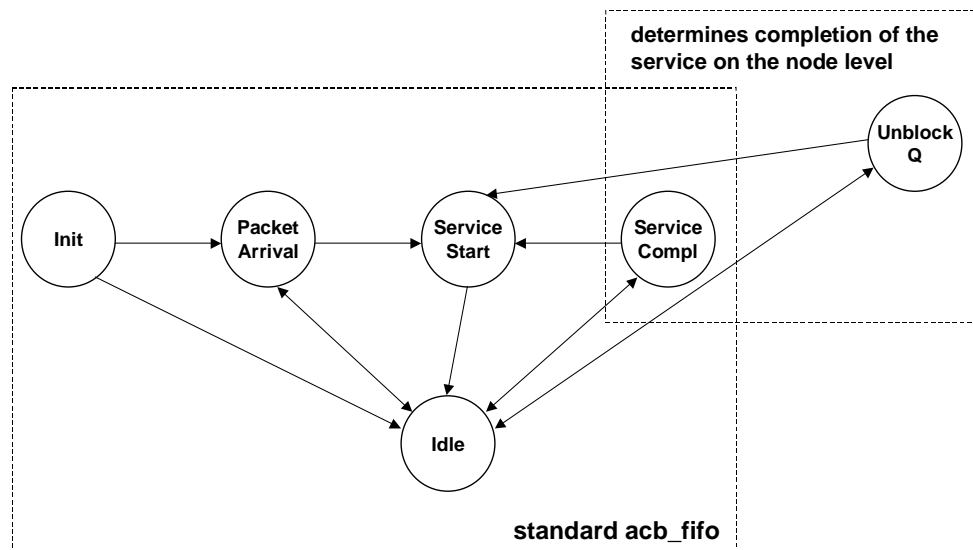 determines completion of the
service on the node level
Unblock
Q
Init
Packet
Arrival
Service
Start
Service
Compl
Idle
standard acb_fifo